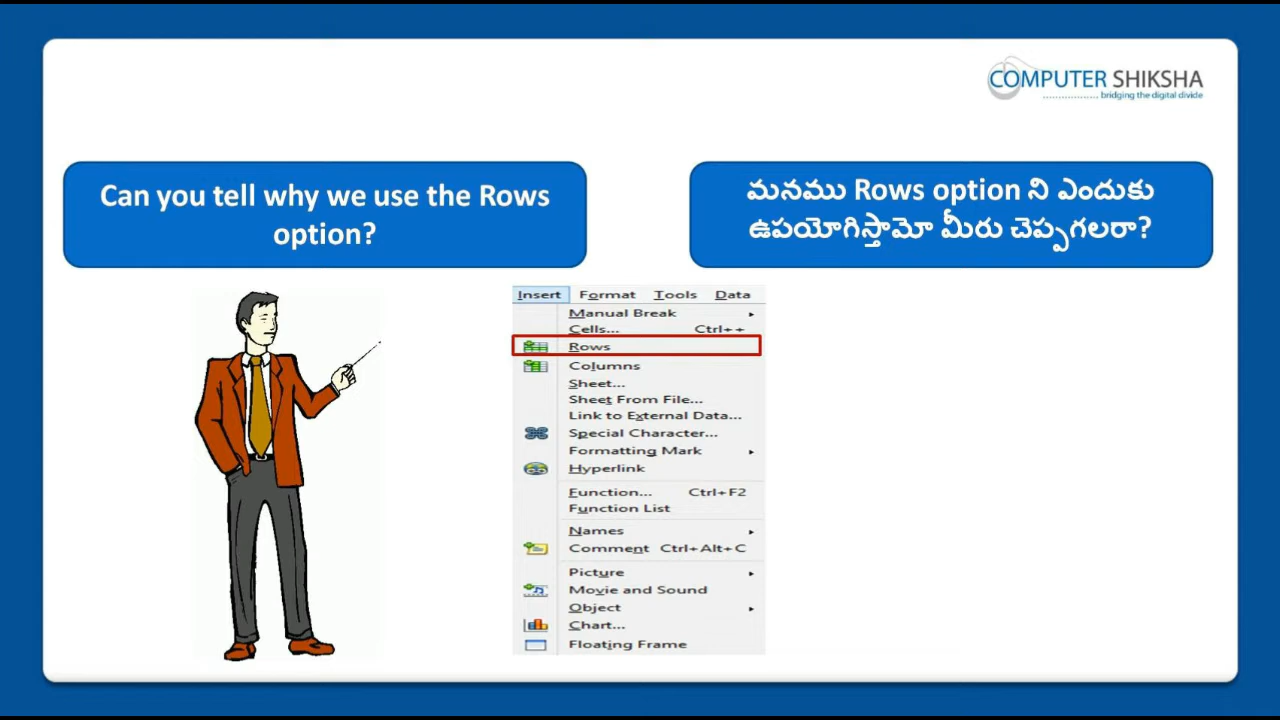 COMPUTER SHIKSHA
bridging the digital divide
Can you tell why we use the Rows
option?
మనము Rows option ని ఎందుకు
ఉపయోగిస్తామో మీరు చెప్పగలరా?
Insert Format Tools Data
Manual Break
Cells... Ctrl++
Rows
Columns
Sheet...
Sheet From File...
Link to External Data...
Special Character...
Formatting Mark
Hyperlink
Function... Ctrl+F2
Function List
Names
Comment Ctrl+Alt+C
Picture
Movie and Sound
Object
Chart...
Floating Frame